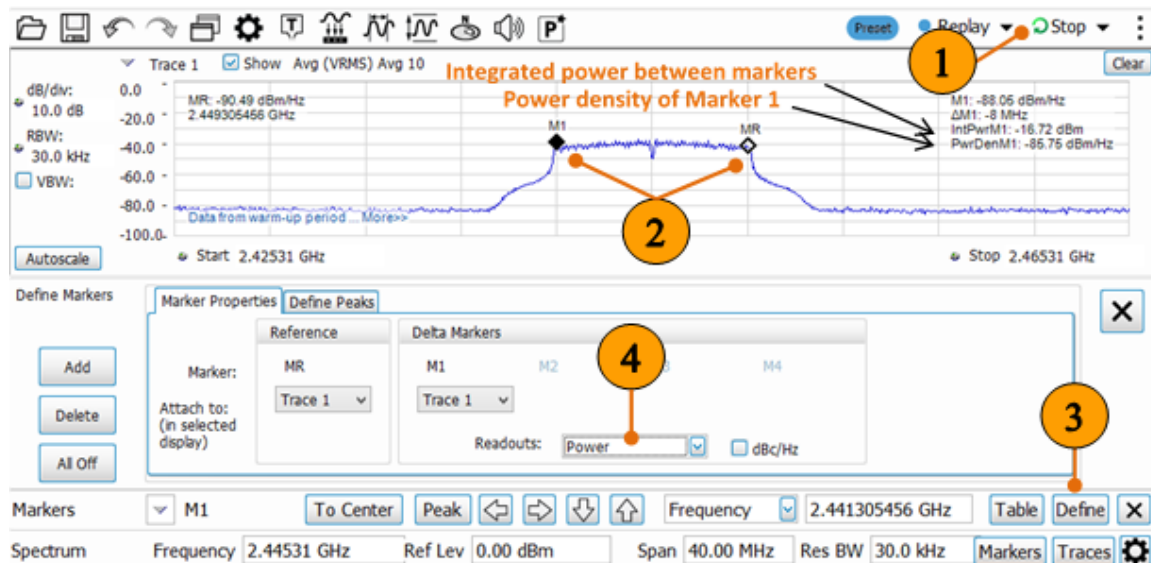 T P Preset Replay Stop
1
Trace 1 Show Avg (VRMS) Avg 10 Clear
Integrated power between markers
Power density of Marker 1
dB/div:
10.0 dB
RBW:
30.0 kHz
VBW:
Autoscale
0.0
-20.0
-40.0
-60.0
-80.0
-100.0
MR: -90.49 dBm/Hz
2.449305456 GHz
M1: -88.06 dBm/Hz
ΔM1: -8 MHz
IntPwrM1: -16.72 dBm
PwrDenM1: -85.75 dBm/Hz
M1 MR
2
Data from warm-up period ... More>>
Start 2.42531 GHz Stop 2.46531 GHz
Define Markers
Add
Delete
All Off
Marker Properties Define Peaks
Reference Delta Markers
Marker: MR M1 M2 3 M4
4
Attach to:
(in selected
display)
Trace 1 Trace 1
Readouts: Power dBc/Hz
3
Markers M1 To Center Peak Frequency 2.441305456 GHz Table Define X
Spectrum Frequency 2.44531 GHz Ref Lev 0.00 dBm Span 40.00 MHz Res BW 30.0 kHz Markers Traces